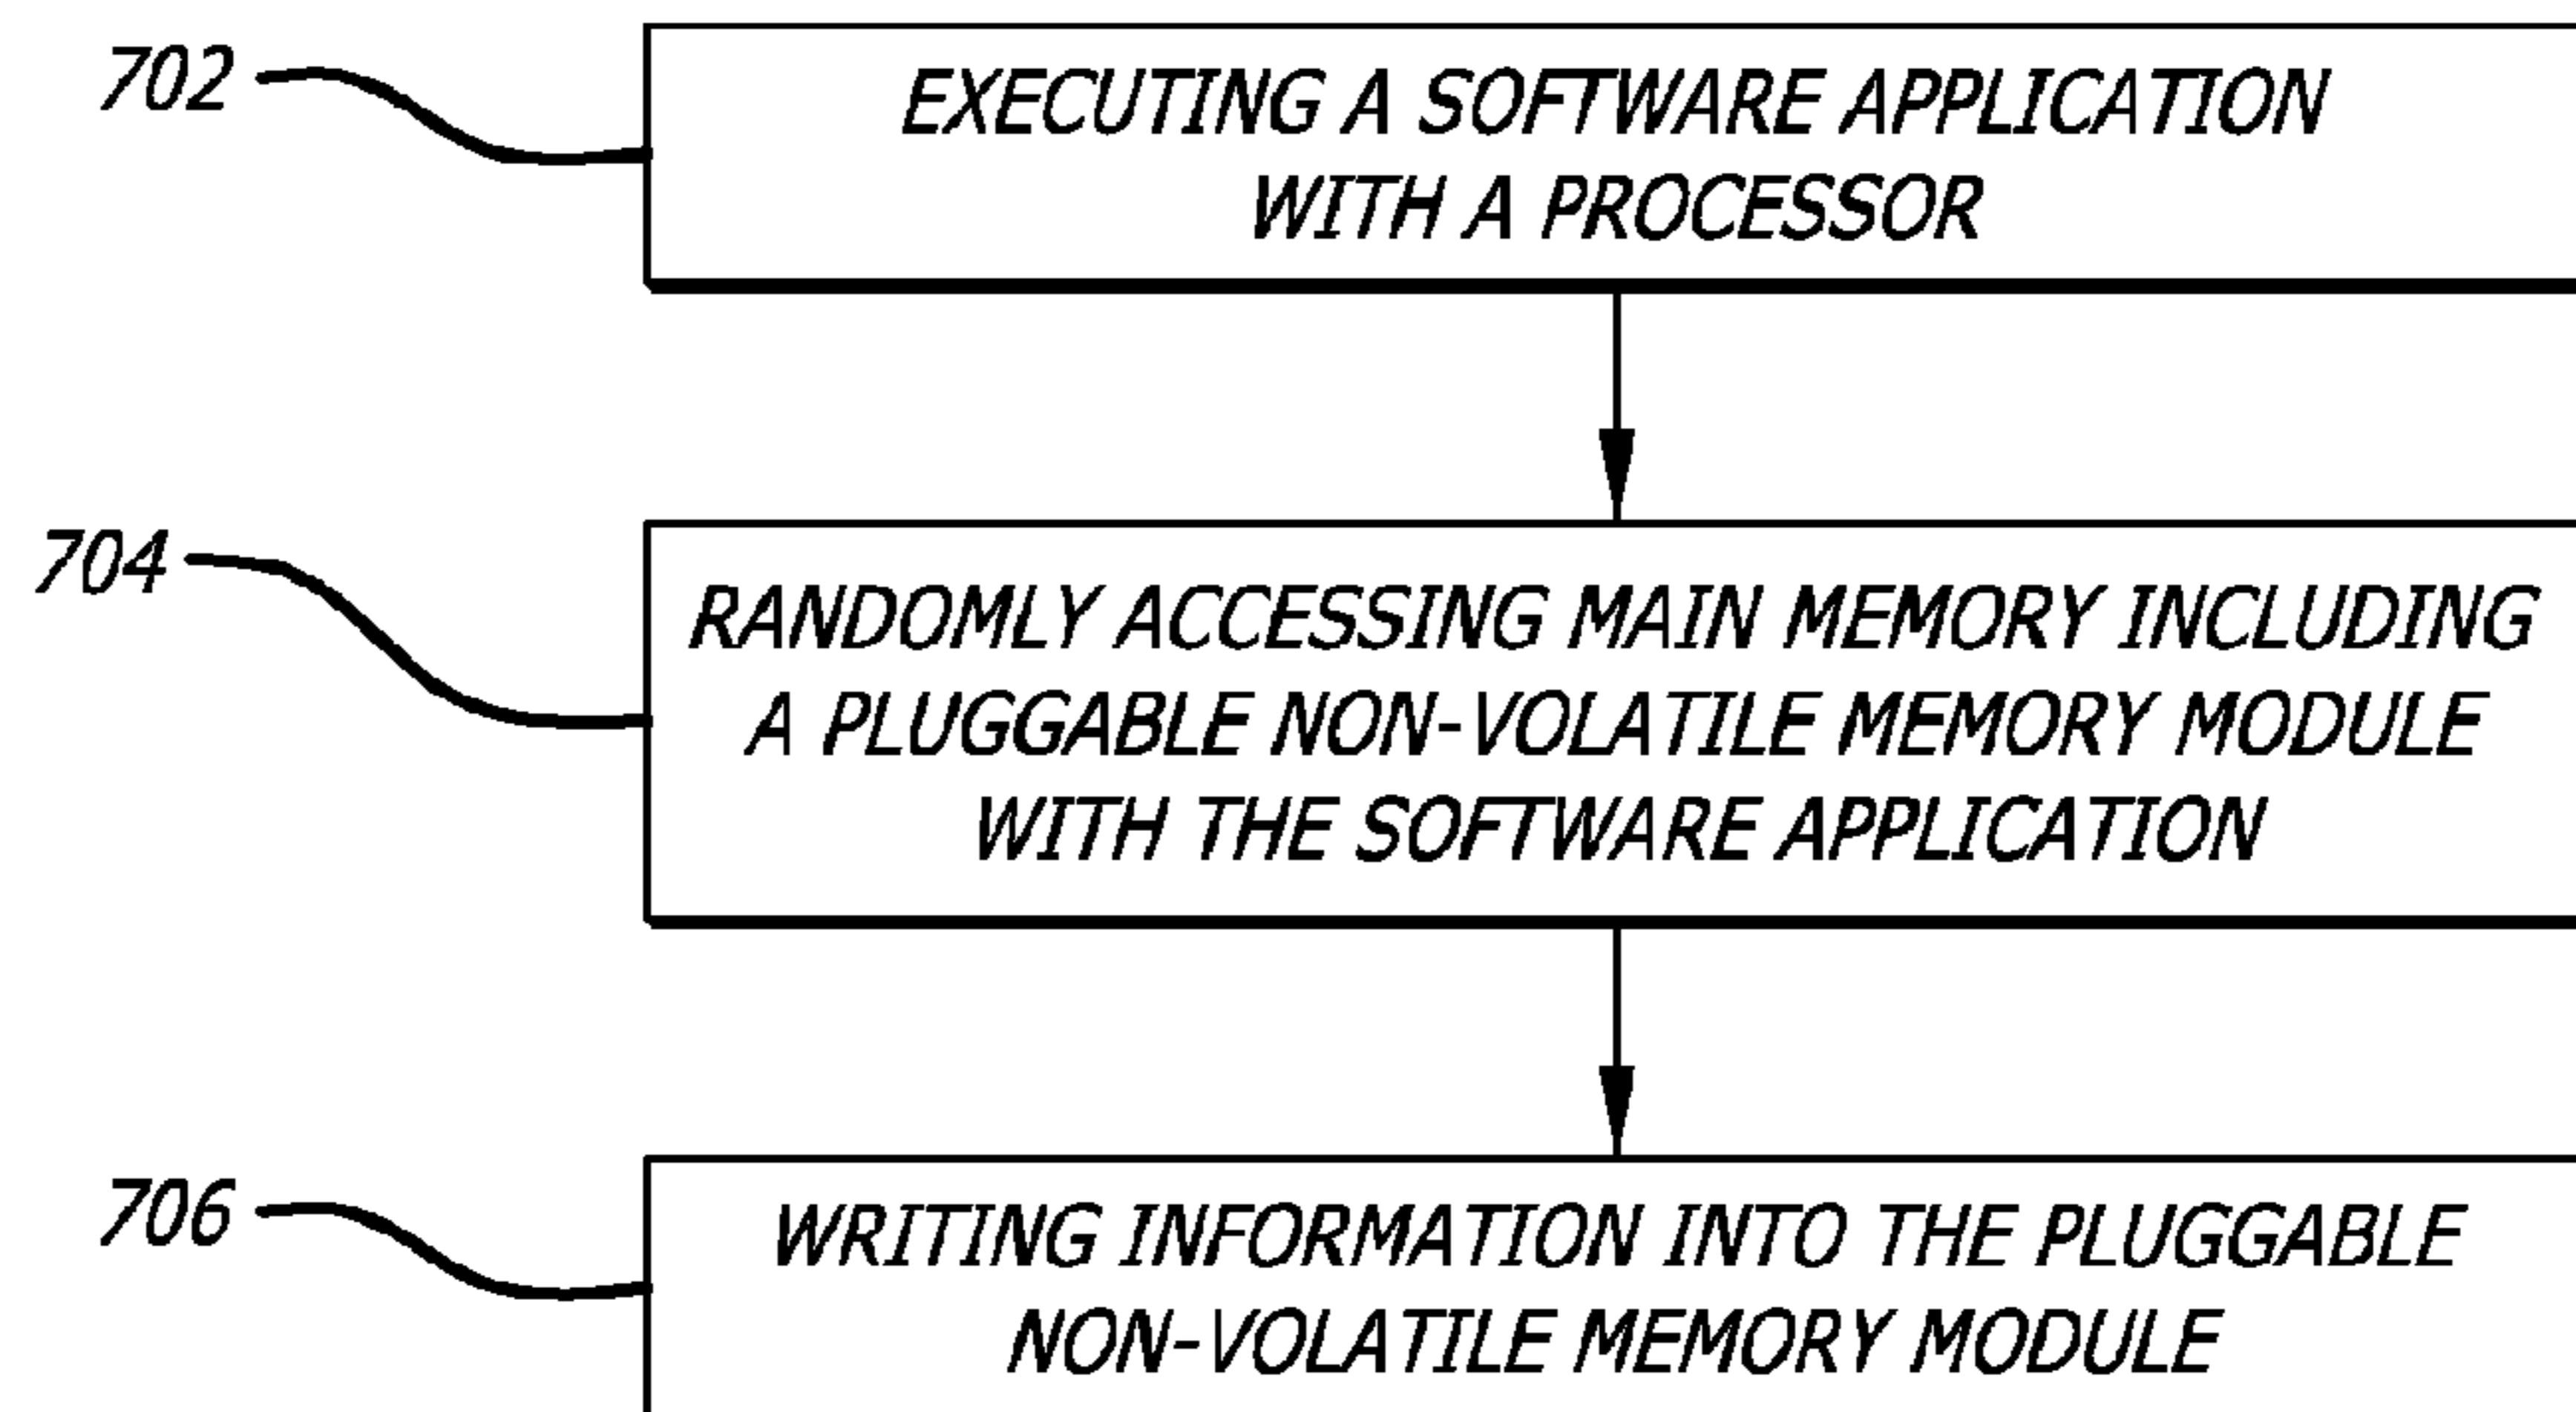 702
EXECUTING A SOFTWARE APPLICATION
WITH A PROCESSOR
704
RANDOMLY ACCESSING MAIN MEMORY INCLUDING
A PLUGGABLE NON-VOLATILE MEMORY MODULE
WITH THE SOFTWARE APPLICATION
706
WRITING INFORMATION INTO THE PLUGGABLE
NON-VOLATILE MEMORY MODULE